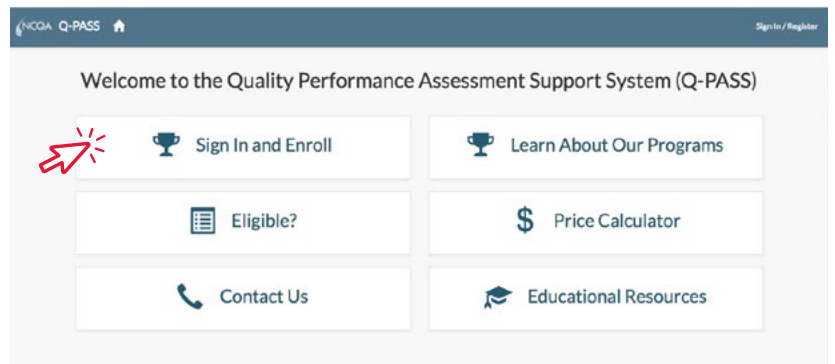 NCQA Q-PASS
Sign In / Register
Welcome to the Quality Performance Assessment Support System (Q-PASS)
Sign In and Enroll
Learn About Our Programs
Eligible?
$ Price Calculator
Contact Us
Educational Resources